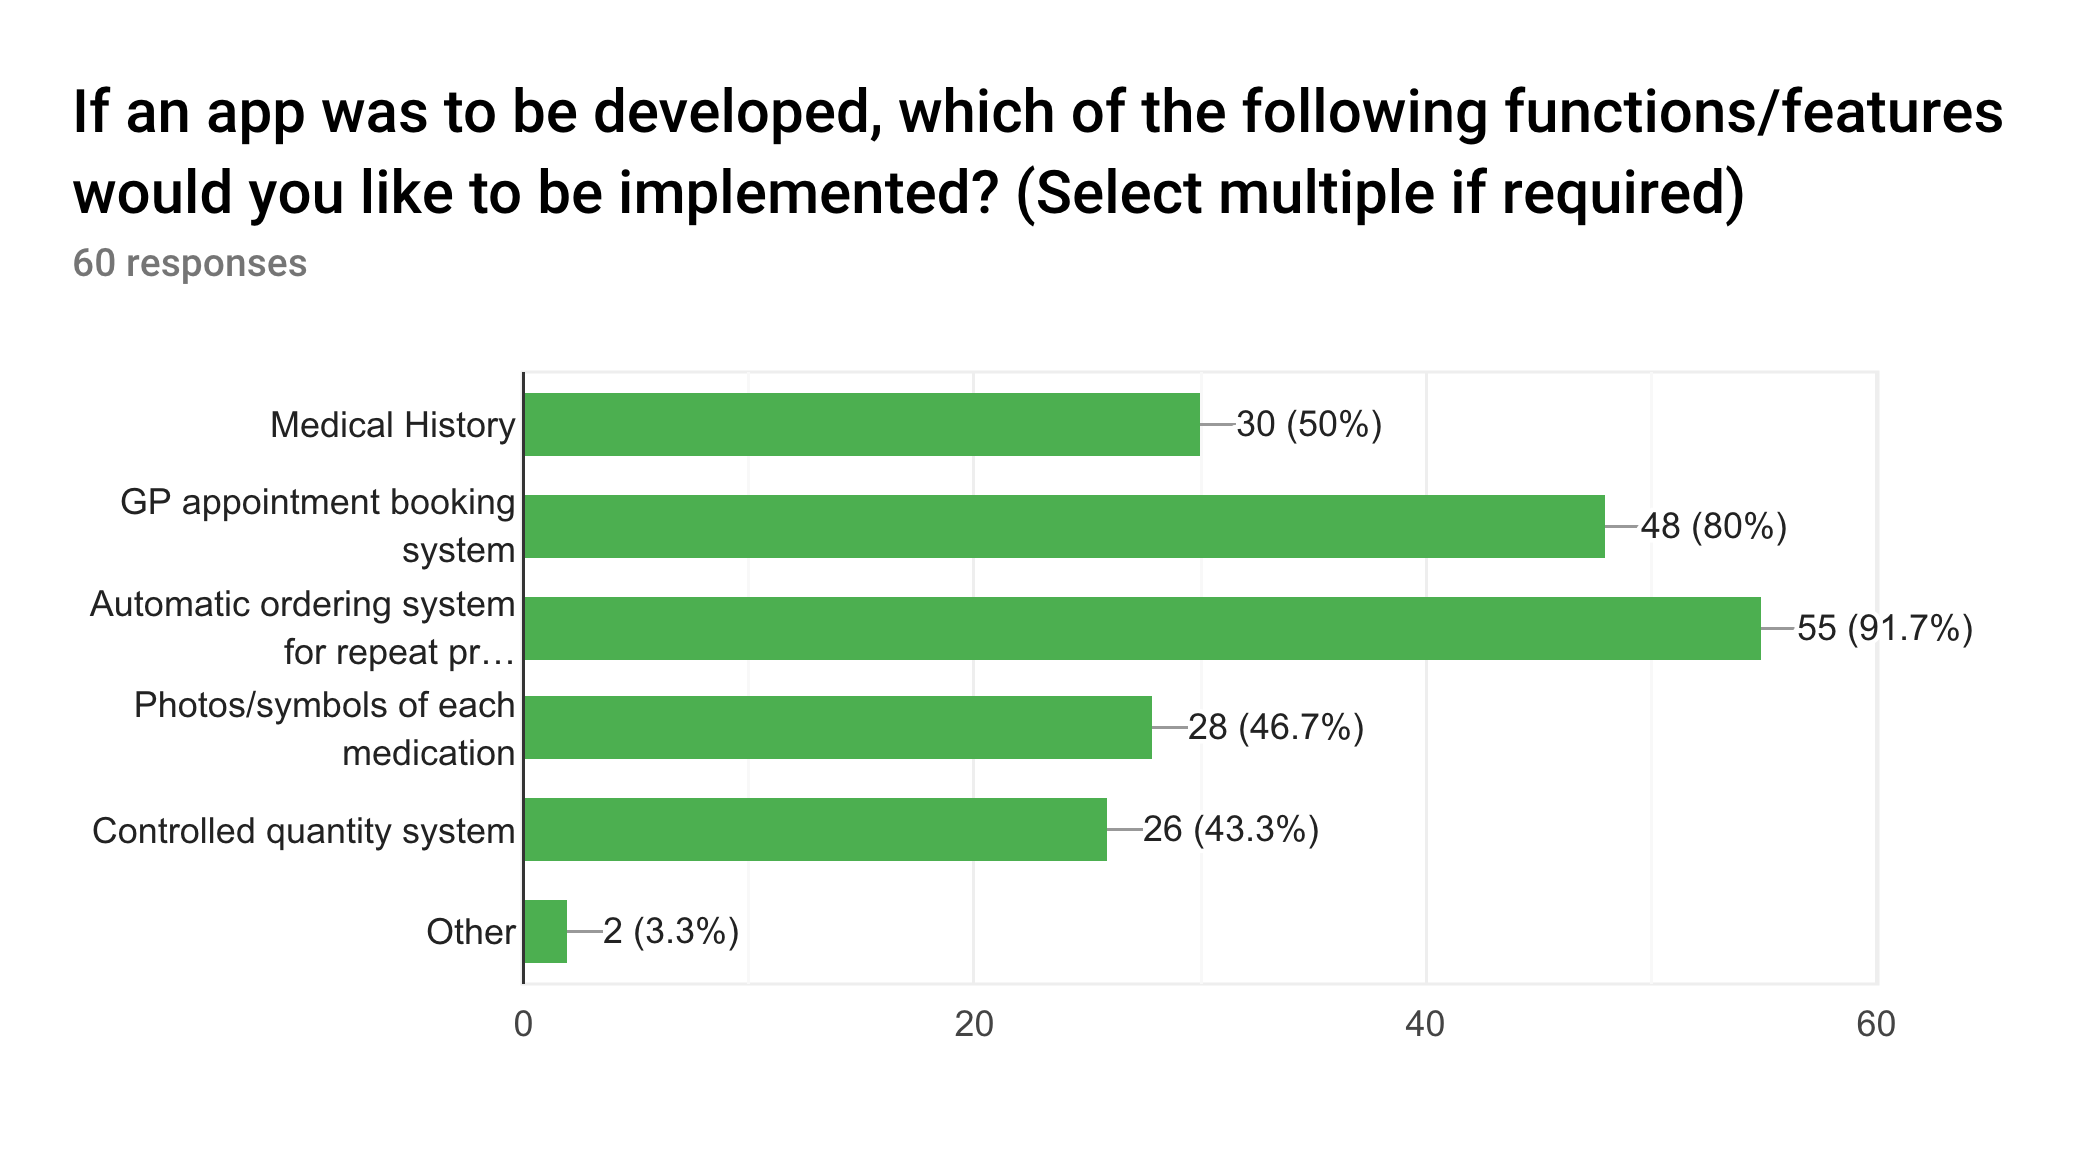 If an app was to be developed, which of the following functions/features
would you like to be implemented? (Select multiple if required)
60 responses
Medical History
30 (50%)
GP appointment booking
system
48 (80%)
Automatic ordering system
for repeat pr…
55 (91.7%)
Photos/symbols of each
medication
28 (46.7%)
Controlled quantity system
26 (43.3%)
Other
2 (3.3%)
0 20 40 60